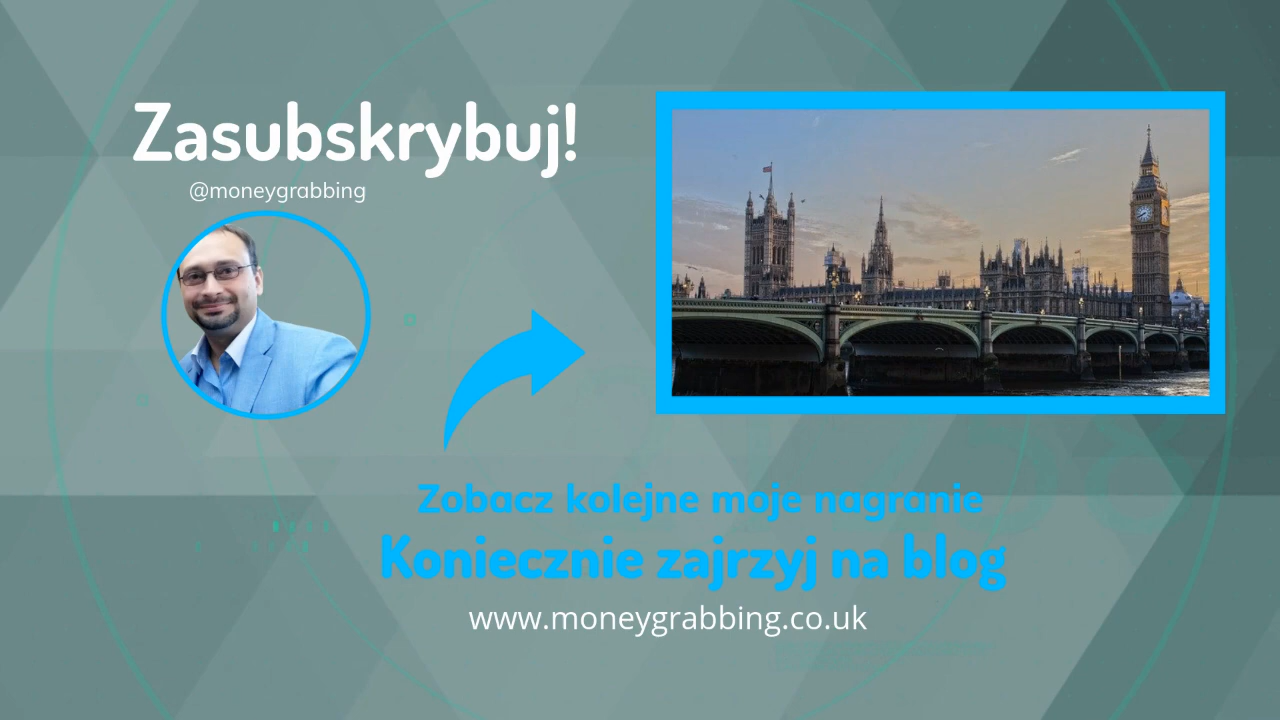 Zasubskrybuj!
@moneygrabbing
Zobacz kolejne moje nagranie
Koniecznie zajrzyj na blog
www.moneygrabbing.co.uk